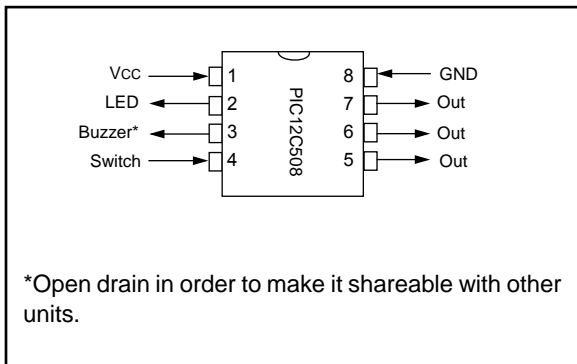 VCC 1 8 GND
LED 2 7 Out
Buzzer* 3 6 Out
Switch 4 5 Out
PIC12C508
*Open drain in order to make it shareable with other
units.